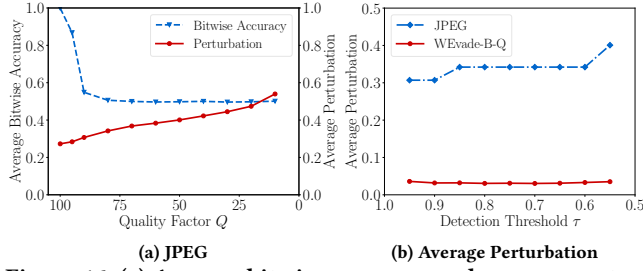 Average Bitwise Accuracy
1.0
0.8
0.6
0.4
0.2
0.0
100 75 50 25 0
Quality Factor Q
1.0
0.8
0.6
0.4
0.2
0.0
Average Perturbation
Bitwise Accuracy
Perturbation
(a) JPEG
Average Perturbation
0.5
0.4
0.3
0.2
0.1
0.0
1.0 0.9 0.8 0.7 0.6 0.5
Detection Threshold τ
JPEG
WEvade-B-Q
(b) Average Perturbation